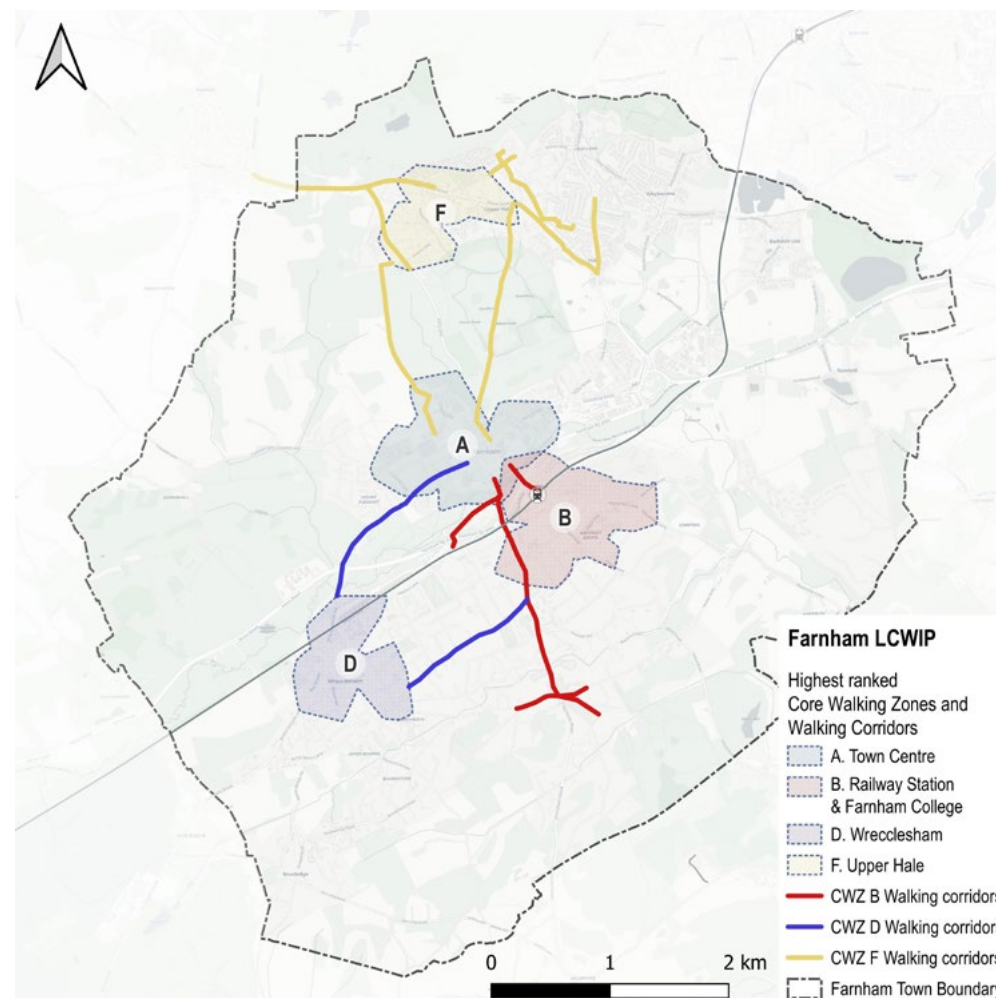 F
A
B
D
Farnham LCWIP
Highest ranked
Core Walking Zones and
Walking Corridors
A. Town Centre
B. Railway Station
& Farnham College
D. Wrecclesham
F. Upper Hale
CWZ B Walking corridors
CWZ D Walking corridor
CWZ F Walking corridors
Farnham Town Boundary
0 1 2 km